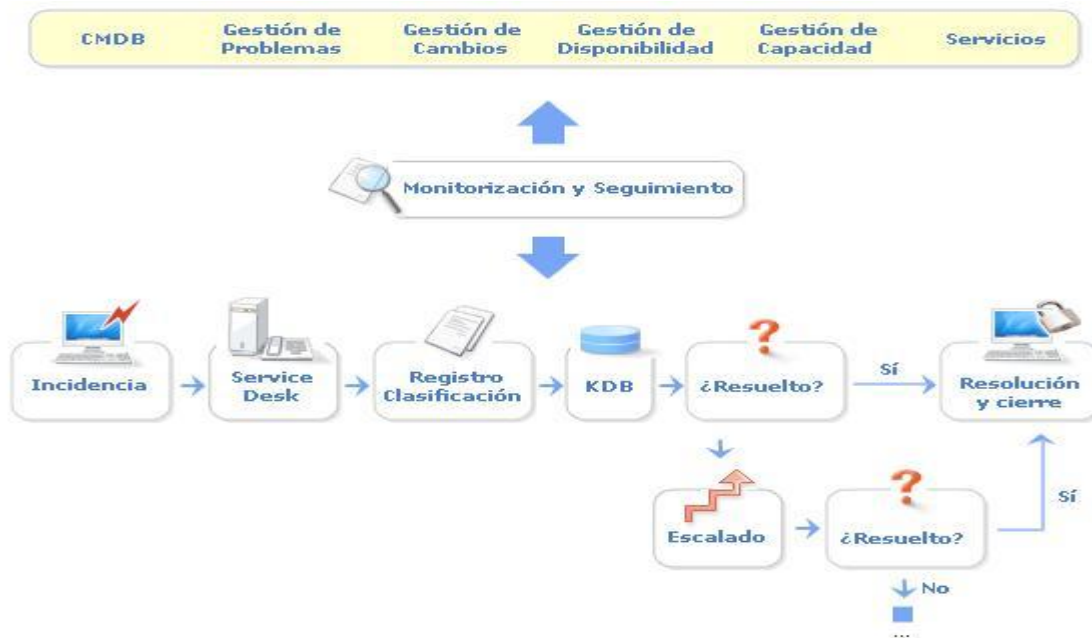 CMDB
Gestión de
Problemas
Gestión de
Cambios
Gestión de
Disponibilidad
Gestión de
Capacidad
Servicios
Monitorización y Seguimiento
Incidencia
Service
Desk
Registro
Clasificación
KDB
¿Resuelto?
Sí
Resolución
y cierre
Escalado
¿Resuelto?
Sí
No
...